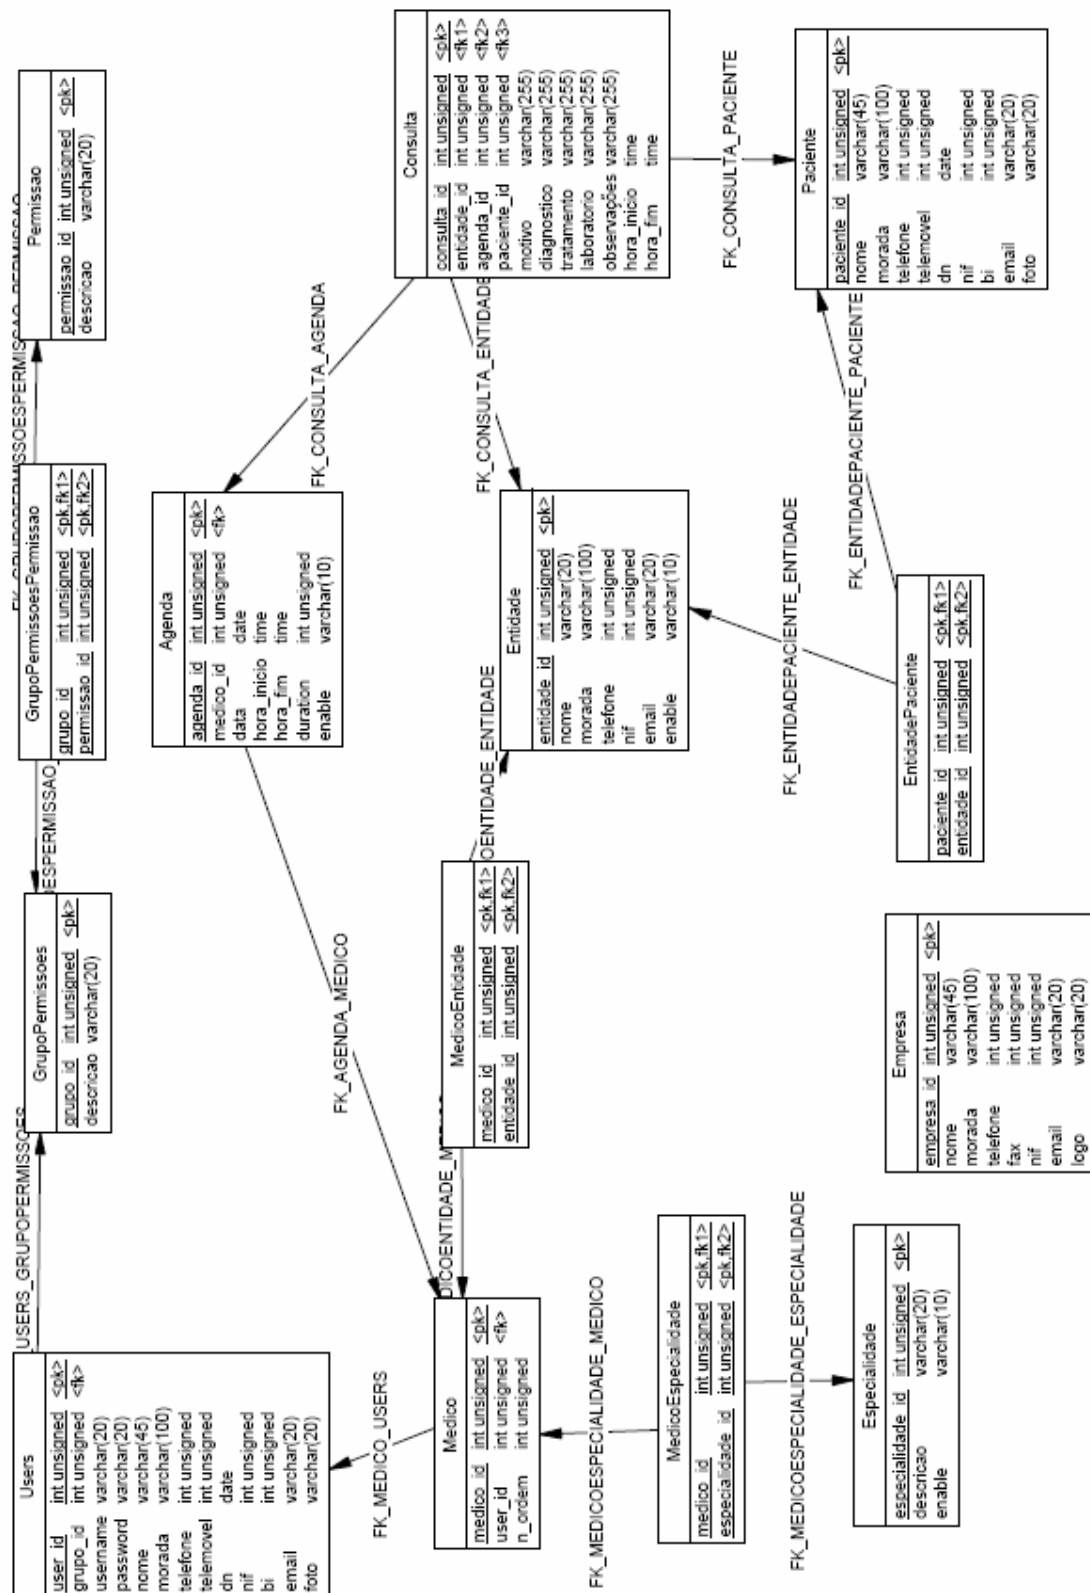 Users
user_id int unsigned <pk>
grupo_id int unsigned <fk>
username varchar(20)
password varchar(20)
nome varchar(45)
morada varchar(100)
telefone int unsigned
telemovel int unsigned
dn date
nif int unsigned
bi int unsigned
email varchar(20)
foto varchar(20)
_USERS_GRUPOPERMISSOES
GrupoPermissoes
grupo_id int unsigned <pk>
descricao varchar(20)
OESPERMISSAO_
GrupoPermissoesPermissao
grupo_id int unsigned <pk,fk1>
permissao_id int unsigned <pk,fk2>
FK_GRUPOPERMISSOESPERMISSAO_PERMISSAO
Permissao
permissao_id int unsigned <pk>
descricao varchar(20)
FK_MEDICO_USERS
FK_AGENDA_MEDICO
Agenda
agenda_id int unsigned <pk>
medico_id int unsigned <fk>
data date
hora_inicio time
hora_fim time
duration int unsigned
enable varchar(10)
FK_CONSULTA_AGENDA
Consulta
consulta_id int unsigned <pk>
entidade_id int unsigned <fk1>
agenda_id int unsigned <fk2>
paciente_id int unsigned <fk3>
motivo varchar(255)
diagnostico varchar(255)
tratamento varchar(255)
laboratorio varchar(255)
observações varchar(255)
hora_inicio time
hora_fim time
Medico
medico_id int unsigned <pk>
user_id int unsigned <fk>
n_ordem int unsigned
DICOENTIDADE_MEDICO
MedicoEntidade
medico_id int unsigned <pk,fk1>
entidade_id int unsigned <pk,fk2>
OENTIDADE_ENTIDADE
Entidade
entidade_id int unsigned <pk>
nome varchar(20)
morada varchar(100)
telefone int unsigned
nif int unsigned
email varchar(20)
enable varchar(10)
FK_CONSULTA_ENTIDADE
FK_CONSULTA_PACIENTE
FK_MEDICOESPECIALIDADE_MEDICO
MedicoEspecialidade
medico_id int unsigned <pk,fk1>
especialidade_id int unsigned <pk,fk2>
FK_MEDICOESPECIALIDADE_ESPECIALIDADE
Especialidade
especialidade_id int unsigned <pk>
descricao varchar(20)
enable varchar(10)
Empresa
empresa_id int unsigned <pk>
nome varchar(45)
morada varchar(100)
telefone int unsigned
fax int unsigned
nif int unsigned
email varchar(20)
logo varchar(20)
FK_ENTIDADEPACIENTE_ENTIDADE
EntidadePaciente
paciente_id int unsigned <pk,fk1>
entidade_id int unsigned <pk,fk2>
FK_ENTIDADEPACIENTE_PACIENTE
Paciente
paciente_id int unsigned <pk>
nome varchar(45)
morada varchar(100)
telefone int unsigned
telemovel int unsigned
dn date
nif int unsigned
bi int unsigned
email varchar(20)
foto varchar(20)